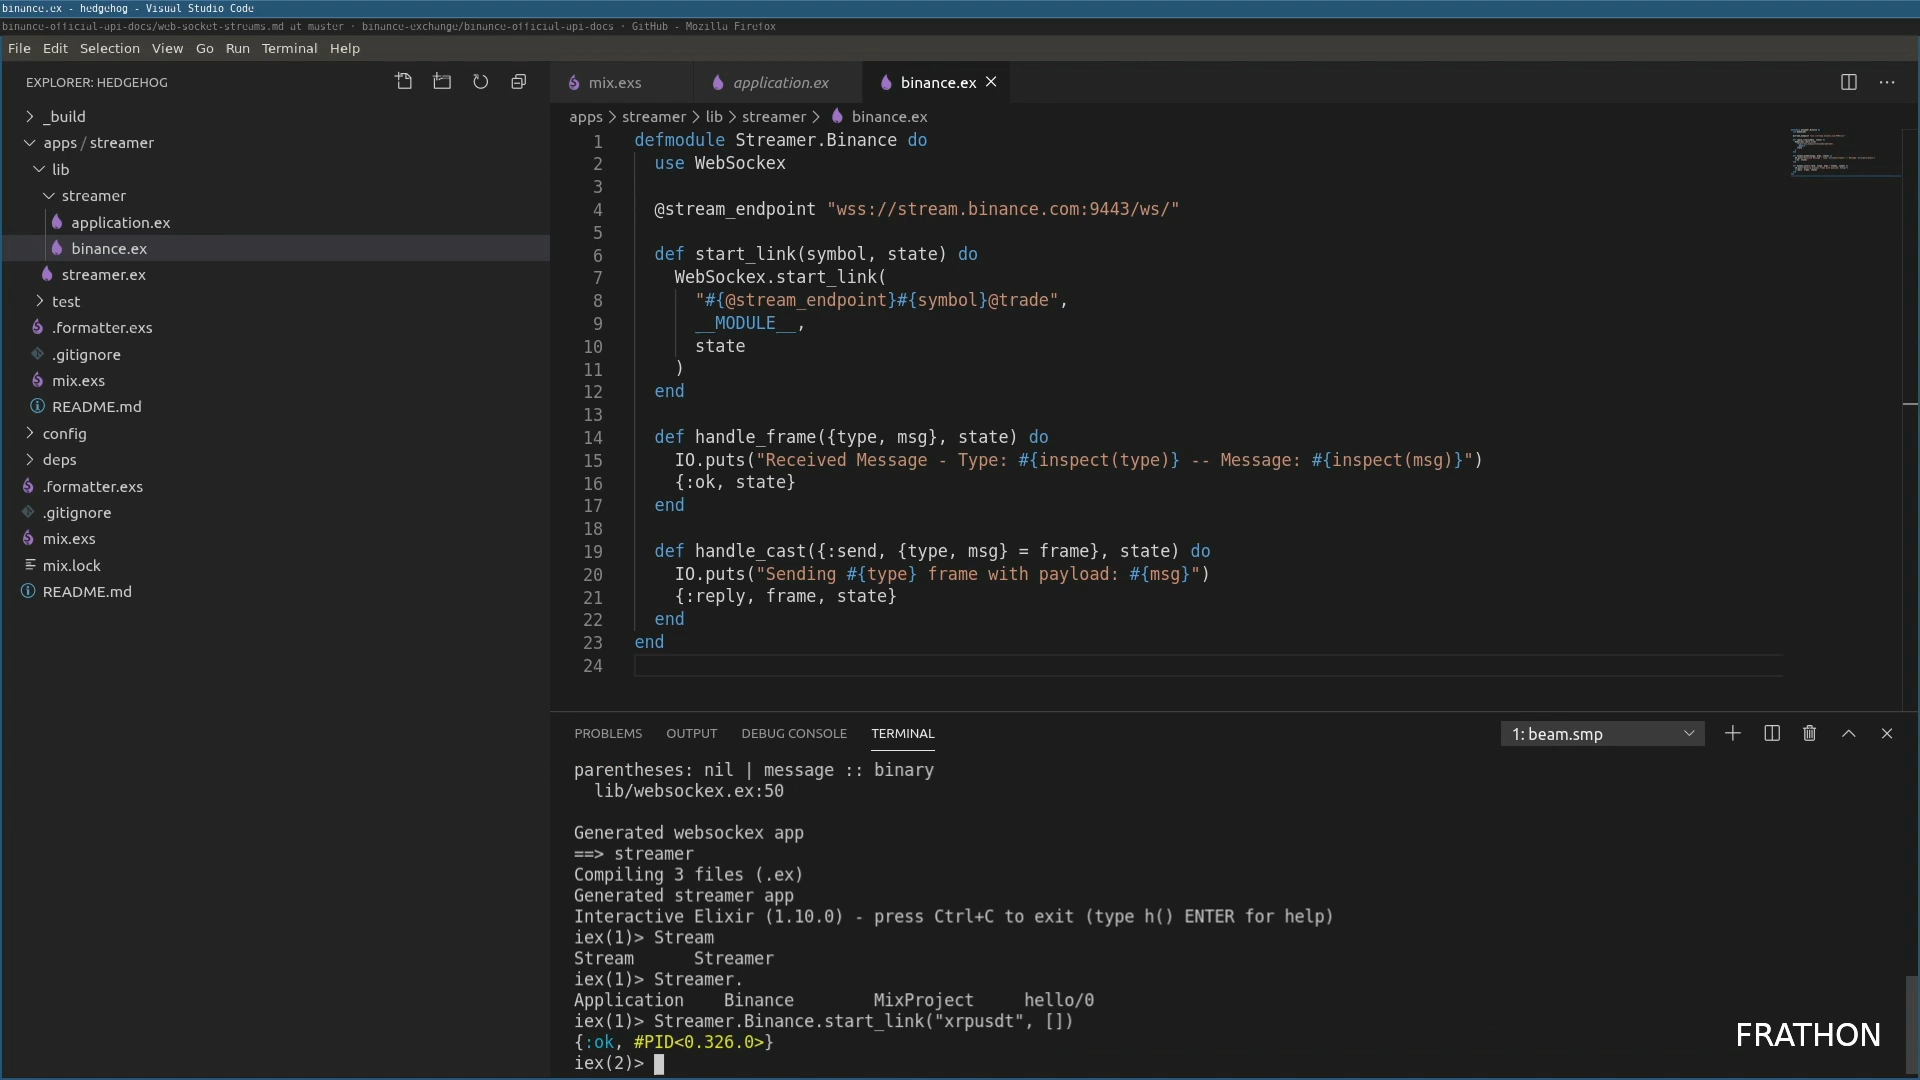 binance.ex - hedgehog - Visual Studio Code
binance-official-api-docs/web-socket-streams.md at master · binance-exchange/binance-official-api-docs · GitHub - Mozilla Firefox
File Edit Selection View Go Run Terminal Help
EXPLORER: HEDGEHOG
_build
apps / streamer
lib
streamer
application.ex
binance.ex
streamer.ex
test
.formatter.exs
.gitignore
mix.exs
README.md
config
deps
.formatter.exs
.gitignore
mix.exs
mix.lock
README.md
mix.exs application.ex binance.ex
apps > streamer > lib > streamer > binance.ex
1 defmodule Streamer.Binance do
2   use WebSockex
3
4   @stream_endpoint "wss://stream.binance.com:9443/ws/"
5
6   def start_link(symbol, state) do
7     WebSockex.start_link(
8       "#{@stream_endpoint}#{symbol}@trade",
9       __MODULE__,
10       state
11     )
12   end
13
14   def handle_frame({type, msg}, state) do
15     IO.puts("Received Message - Type: #{inspect(type)} -- Message: #{inspect(msg)}")
16     {:ok, state}
17   end
18
19   def handle_cast({:send, {type, msg} = frame}, state) do
20     IO.puts("Sending #{type} frame with payload: #{msg}")
21     {:reply, frame, state}
22   end
23 end
24
PROBLEMS OUTPUT DEBUG CONSOLE TERMINAL 1: beam.smp
parentheses: nil | message :: binary
  lib/websockex.ex:50
Generated websockex app
==> streamer
Compiling 3 files (.ex)
Generated streamer app
Interactive Elixir (1.10.0) - press Ctrl+C to exit (type h() ENTER for help)
iex(1)> Stream
Stream      Streamer
iex(1)> Streamer.
Application    Binance        MixProject     hello/0
iex(1)> Streamer.Binance.start_link("xrpusdt", [])
{:ok, #PID<0.326.0>}
iex(2)>
FRATHON